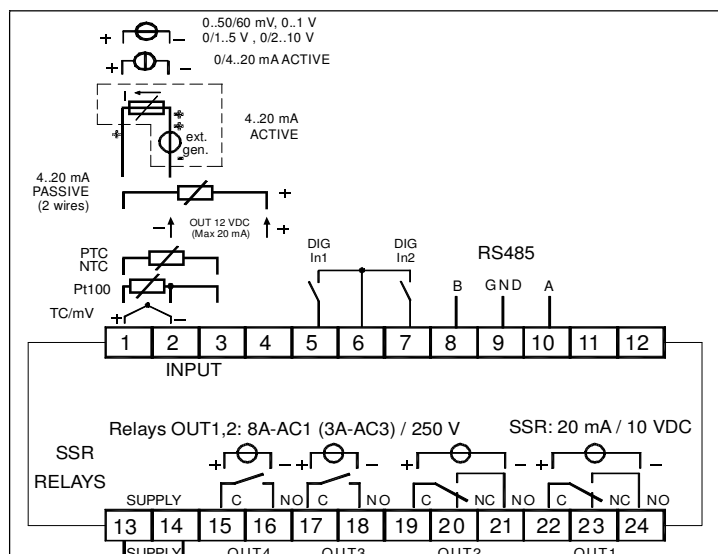 0..50/60 mV, 0..1 V
0/1..5 V , 0/2..10 V
+ –
0/4..20 mA ACTIVE
+ –
I
4..20 mA
ACTIVE
+
+
+
ext.
gen.
-
4..20 mA
PASSIVE
(2 wires)
+
– OUT 12 VDC +
(Max 20 mA)
PTC
NTC
Pt100
TC/mV + –
DIG
In1
DIG
In2
RS485
B GND A
1 2 3 4 5 6 7 8 9 10 11 12
INPUT
Relays OUT1,2: 8A-AC1 (3A-AC3) / 250 V SSR: 20 mA / 10 VDC
SSR
RELAYS
+ – + – + – + –
SUPPLY C NO C NO C NC NO C NC NO
13 14 15 16 17 18 19 20 21 22 23 24
SUPPLY OUT4 OUT3 OUT2 OUT1